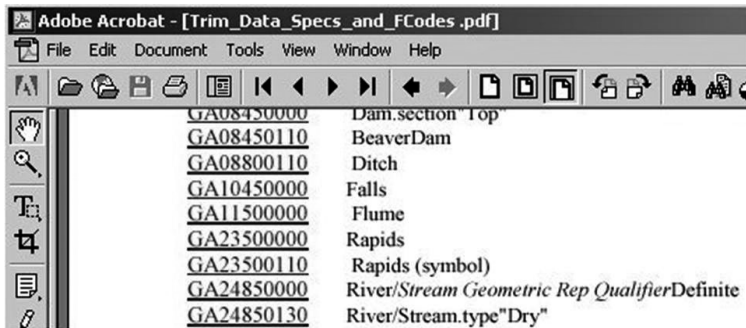 Adobe Acrobat - [Trim_Data_Specs_and_FCodes .pdf]
File Edit Document Tools View Window Help
GA08450000 Dam.section"Top"
GA08450110 BeaverDam
GA08800110 Ditch
GA10450000 Falls
GA11500000 Flume
GA23500000 Rapids
GA23500110 Rapids (symbol)
GA24850000 River/Stream Geometric Rep QualifierDefinite
GA24850130 River/Stream.type"Dry"